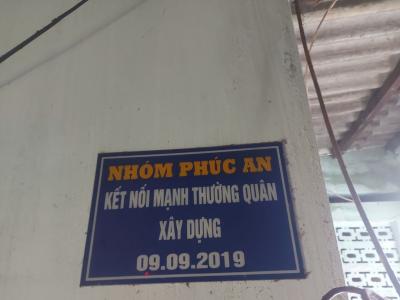 NHÓM PHÚC AN
KẾT NỐI MẠNH THƯỜNG QUÂN
XÂY DỰNG
09.09.2019